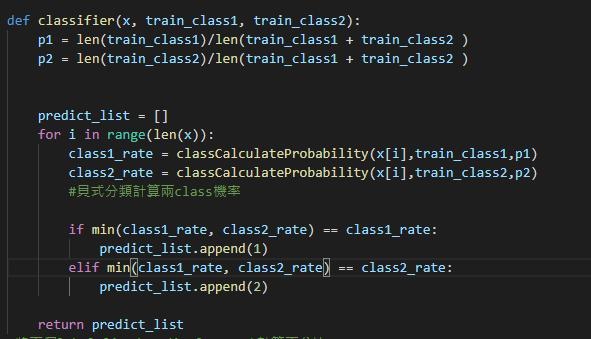 def classifier(x, train_class1, train_class2):
    p1 = len(train_class1)/len(train_class1 + train_class2 )
    p2 = len(train_class2)/len(train_class1 + train_class2 )
    predict_list = []
    for i in range(len(x)):
        class1_rate = classCalculateProbability(x[i],train_class1,p1)
        class2_rate = classCalculateProbability(x[i],train_class2,p2)
        #貝式分類計算兩class機率
        if min(class1_rate, class2_rate) == class1_rate:
            predict_list.append(1)
        elif min(class1_rate, class2_rate) == class2_rate:
            predict_list.append(2)
    return predict_list